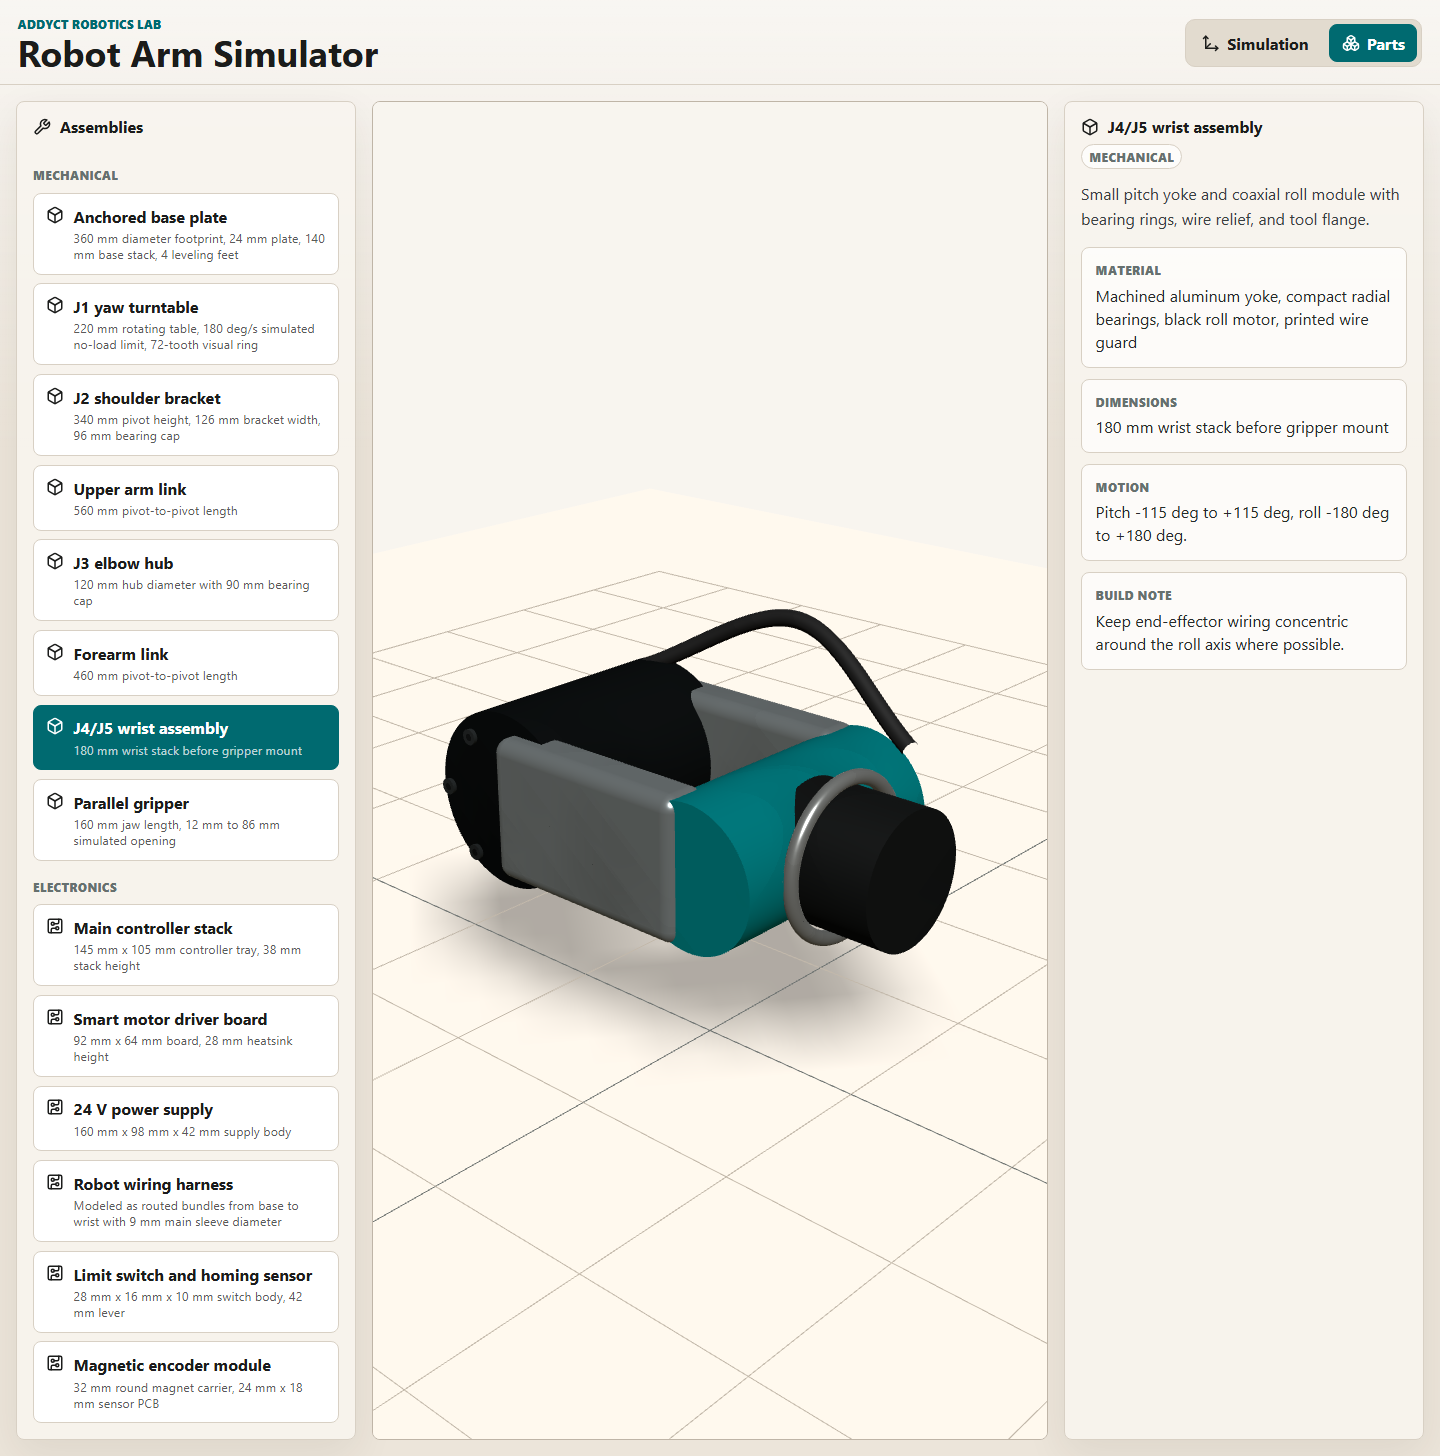 ADDYCT ROBOTICS LAB
Robot Arm Simulator
Simulation
Parts
Assemblies
MECHANICAL
Anchored base plate
360 mm diameter footprint, 24 mm plate, 140
mm base stack, 4 leveling feet
J1 yaw turntable
220 mm rotating table, 180 deg/s simulated
no-load limit, 72-tooth visual ring
J2 shoulder bracket
340 mm pivot height, 126 mm bracket width,
96 mm bearing cap
Upper arm link
560 mm pivot-to-pivot length
J3 elbow hub
120 mm hub diameter with 90 mm bearing
cap
Forearm link
460 mm pivot-to-pivot length
J4/J5 wrist assembly
180 mm wrist stack before gripper mount
Parallel gripper
160 mm jaw length, 12 mm to 86 mm
simulated opening
ELECTRONICS
Main controller stack
145 mm x 105 mm controller tray, 38 mm
stack height
Smart motor driver board
92 mm x 64 mm board, 28 mm heatsink
height
24 V power supply
160 mm x 98 mm x 42 mm supply body
Robot wiring harness
Modeled as routed bundles from base to
wrist with 9 mm main sleeve diameter
Limit switch and homing sensor
28 mm x 16 mm x 10 mm switch body, 42
mm lever
Magnetic encoder module
32 mm round magnet carrier, 24 mm x 18
mm sensor PCB
J4/J5 wrist assembly
MECHANICAL
Small pitch yoke and coaxial roll module with
bearing rings, wire relief, and tool flange.
MATERIAL
Machined aluminum yoke, compact radial
bearings, black roll motor, printed wire
guard
DIMENSIONS
180 mm wrist stack before gripper mount
MOTION
Pitch -115 deg to +115 deg, roll -180 deg
to +180 deg.
BUILD NOTE
Keep end-effector wiring concentric
around the roll axis where possible.